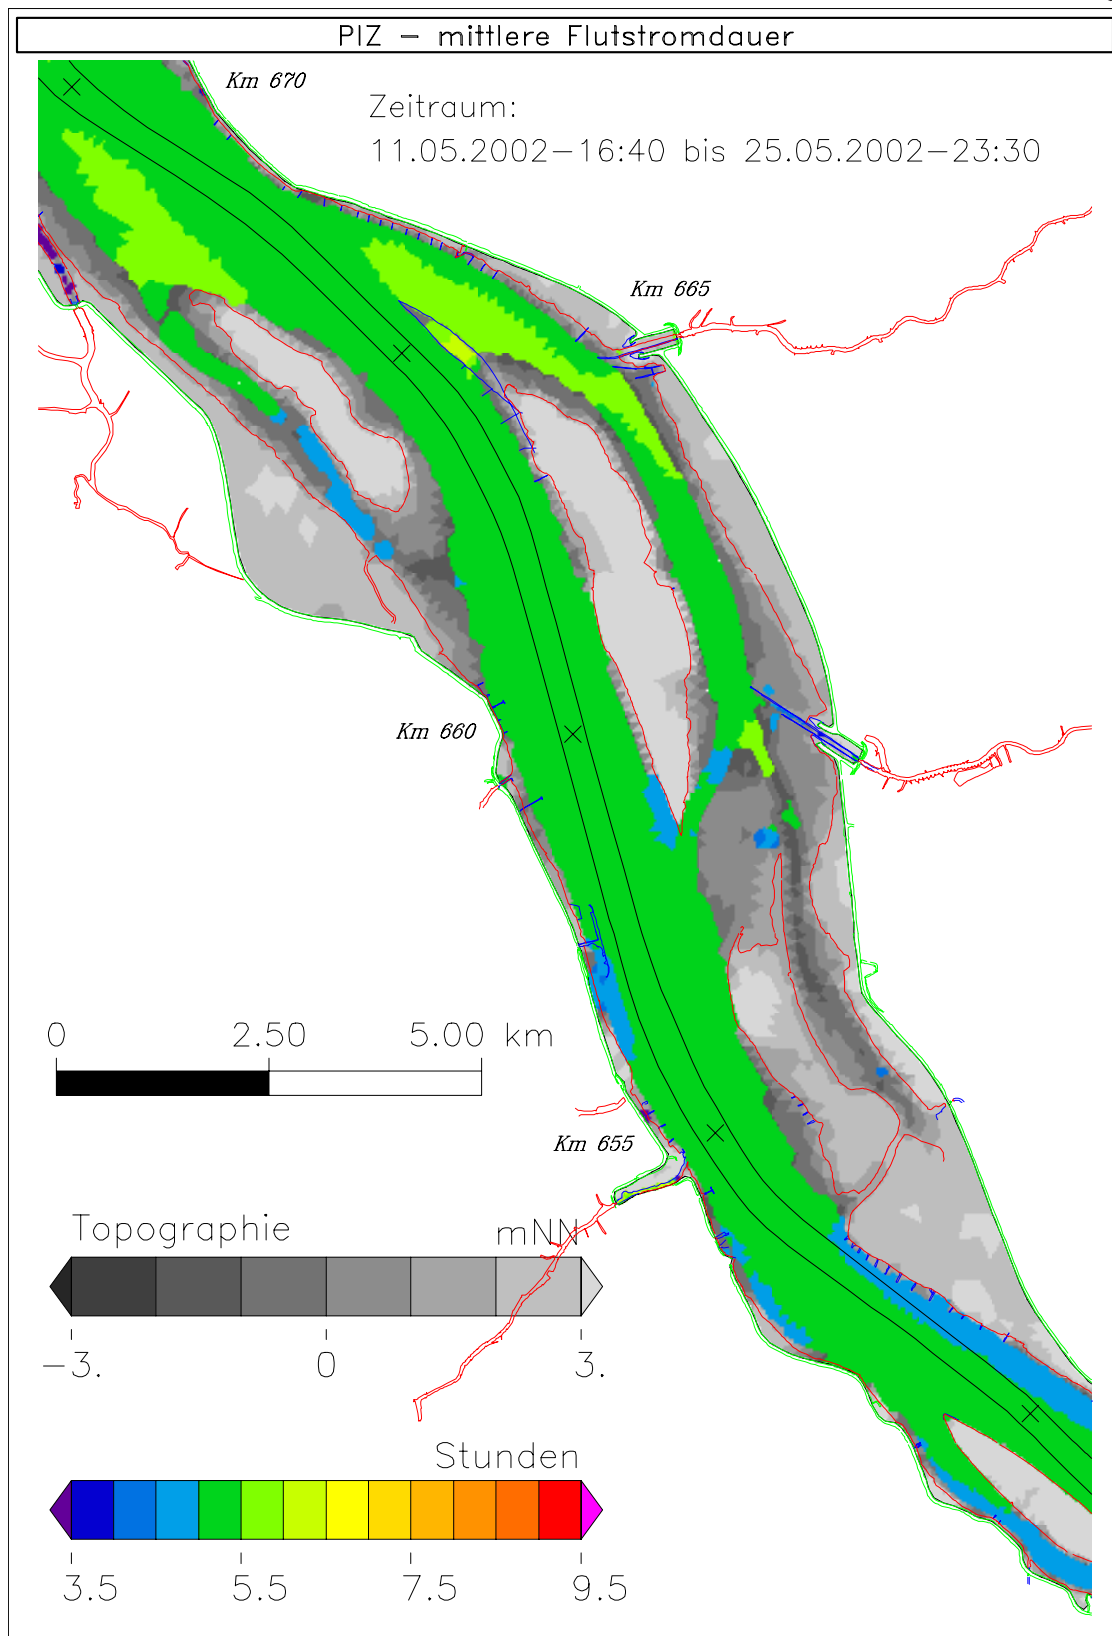 PIZ – mittlere Flutstromdauer
Km 670
Zeitraum:
11.05.2002–16:40 bis 25.05.2002–23:30
Km 665
Km 660
0 2.50 5.00 km
Km 655
Topographie mNN
−3. 0 3.
Stunden
3.5 5.5 7.5 9.5